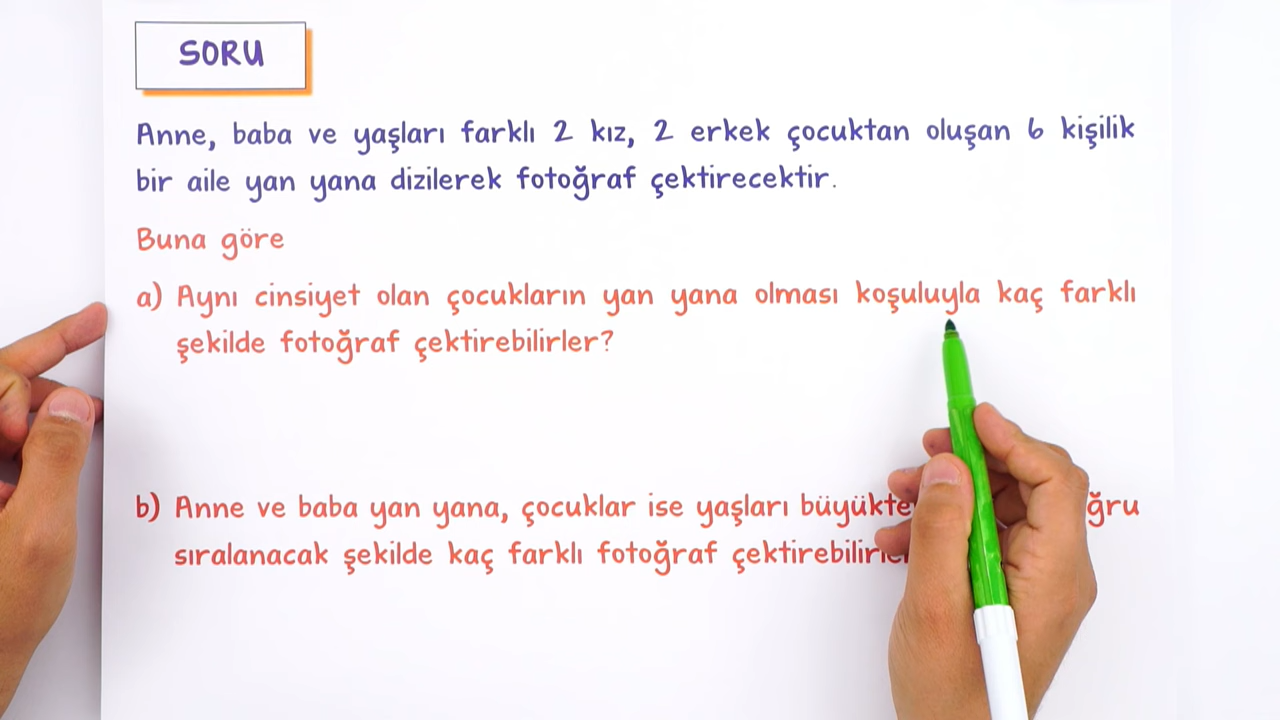 SORU
Anne, baba ve yaşları farklı 2 kız, 2 erkek çocuktan oluşan 6 kişilik
bir aile yan yana dizilerek fotoğraf çektirecektir.
Buna göre
a) Aynı cinsiyet olan çocukların yan yana olması koşuluyla kaç farklı
şekilde fotoğraf çektirebilirler?
b) Anne ve baba yan yana, çocuklar ise yaşları
sıralanacak şekilde kaç farklı fotoğraf